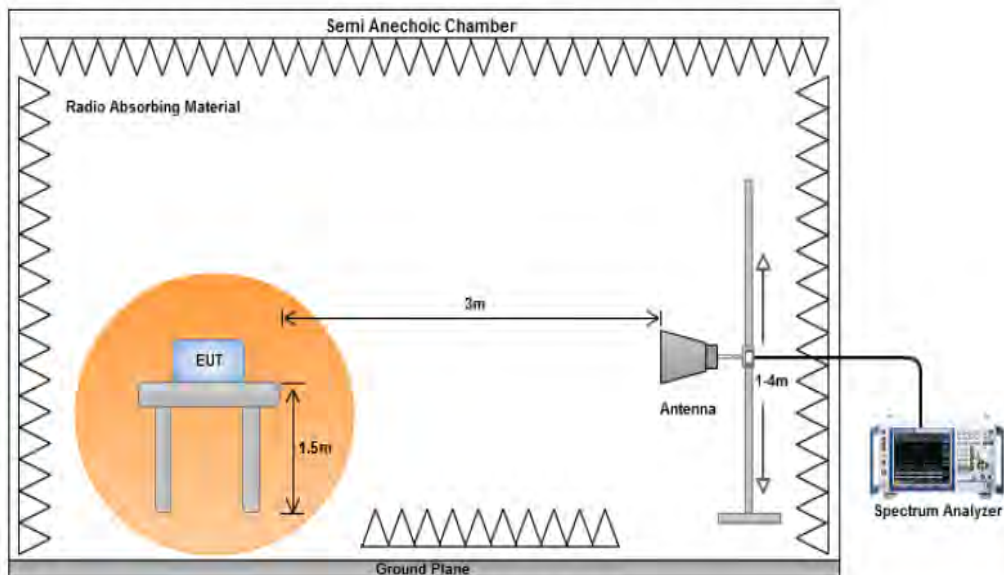 Semi Anechoic Chamber
Radio Absorbing Material
3m
EUT
1-4m
Antenna
1.5m
Spectrum Analyzer
Ground Plane